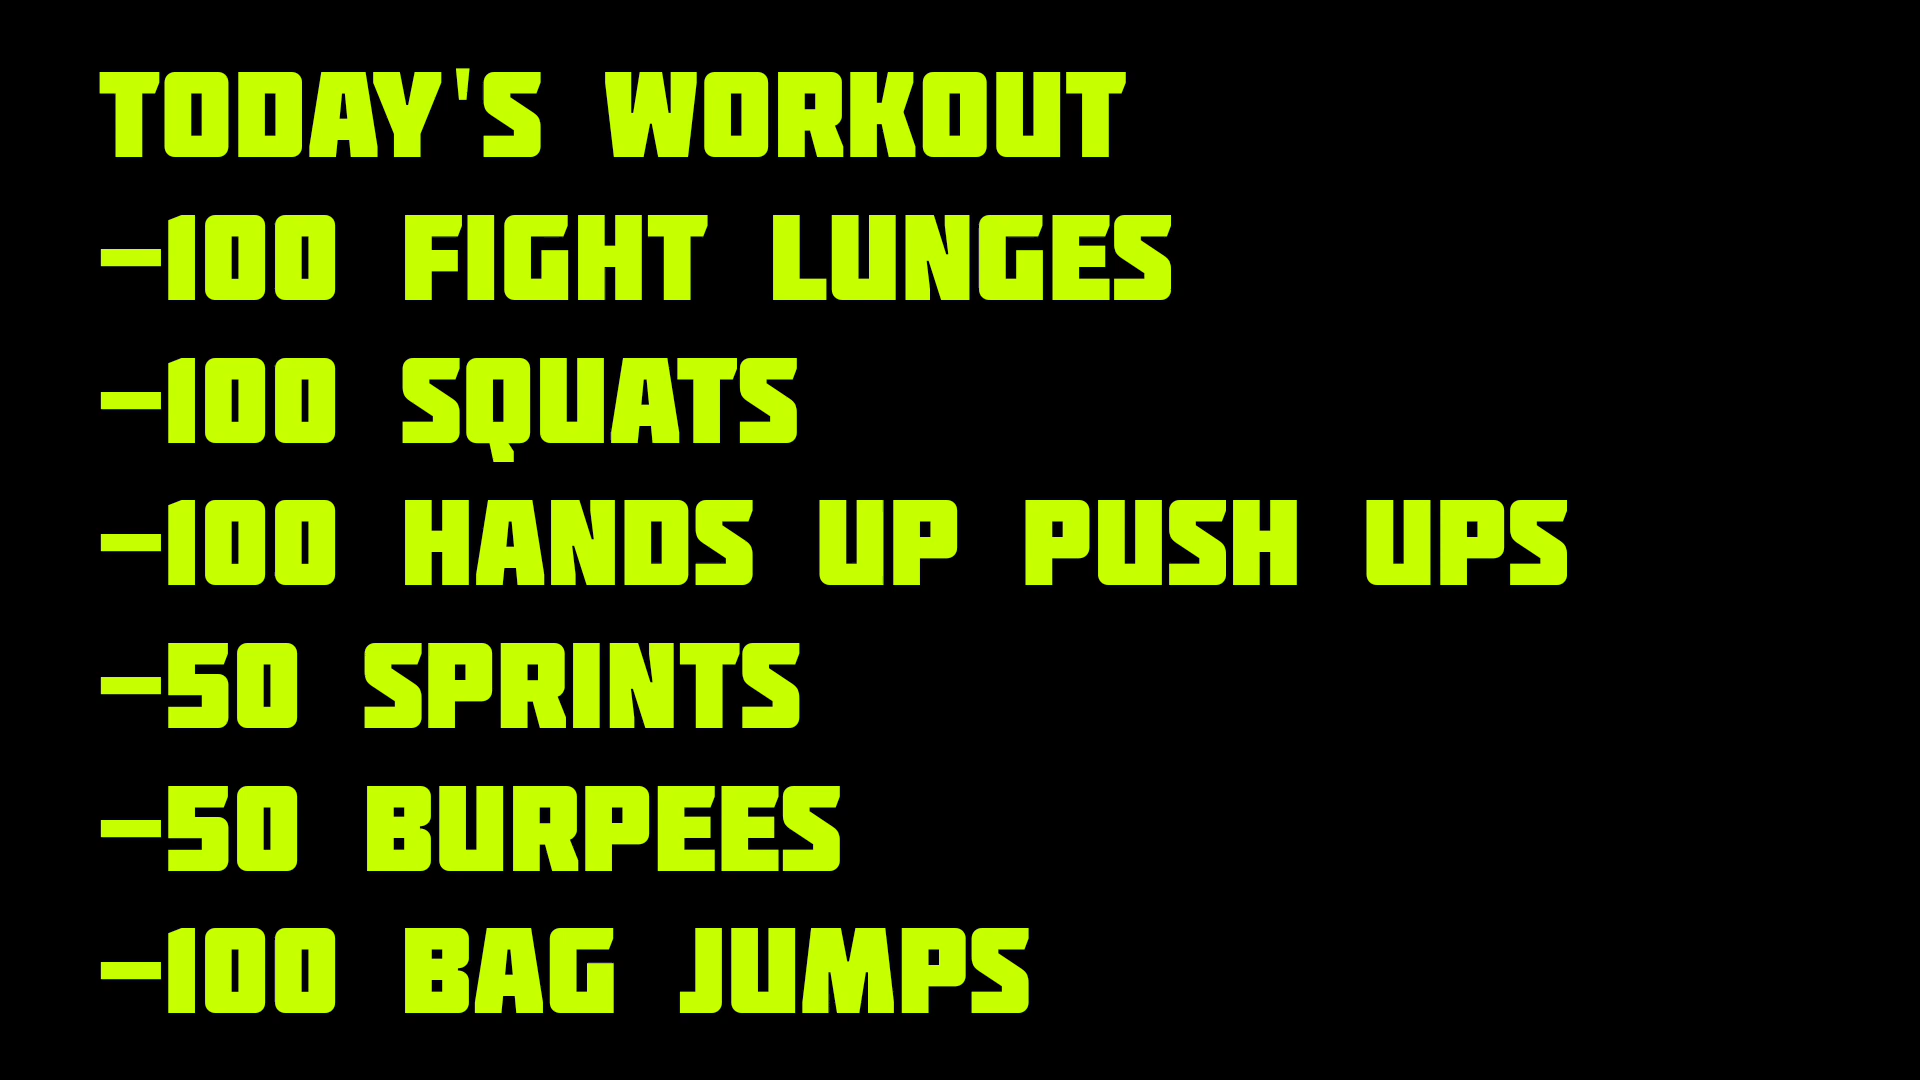 TODAY'S WORKOUT
-100 FIGHT LUNGES
-100 SQUATS
-100 HANDS UP PUSH UPS
-50 SPRINTS
-50 BURPEES
-100 BAG JUMPS